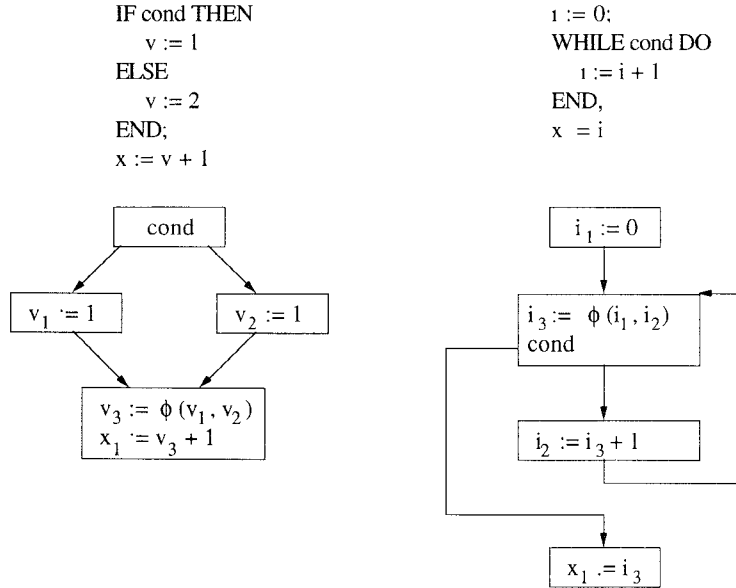 IF cond THEN
v := 1
ELSE
v := 2
END;
x := v + 1
cond
v1 := 1
v2 := 1
v3 := ϕ (v1 , v2)
x1 := v3 + 1
ı := 0;
WHILE cond DO
ı := i + 1
END,
x = i
i1 := 0
i3 := ϕ (i1 , i2)
cond
i2 := i3 + 1
x1 .= i3